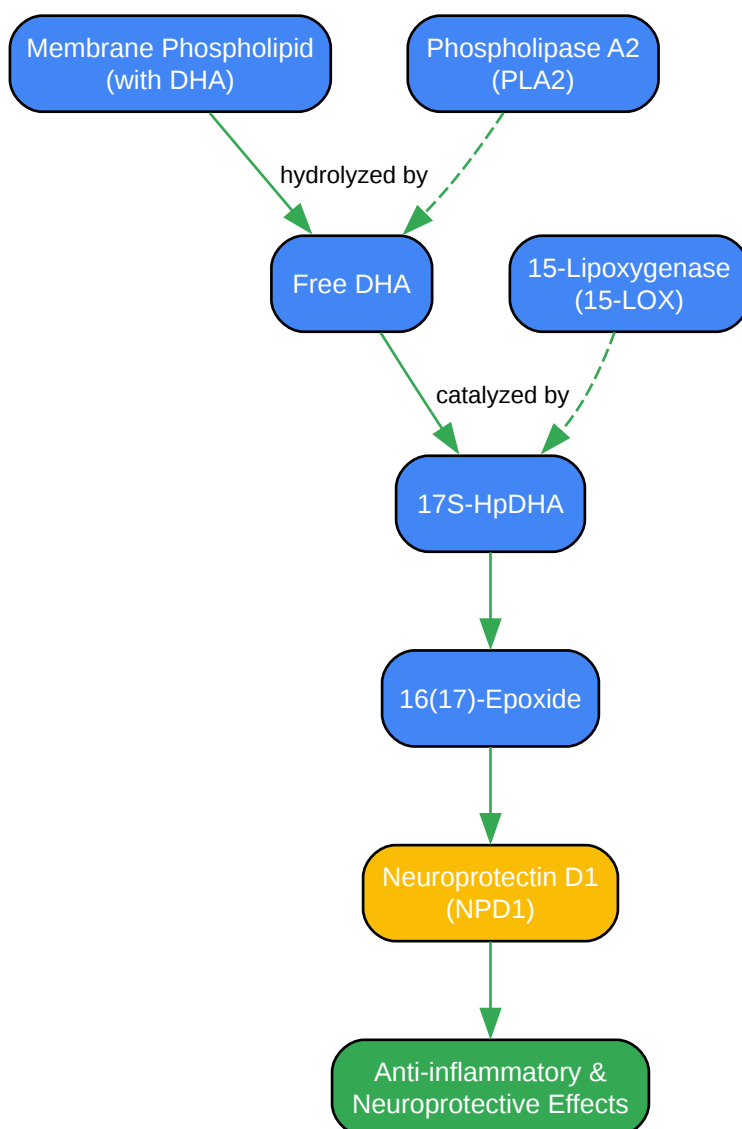 Membrane Phospholipid
(with DHA)
Phospholipase A2
(PLA2)
hydrolyzed by
Free DHA
15-Lipoxygenase
(15-LOX)
catalyzed by
17S-HpDHA
16(17)-Epoxide
Neuroprotectin D1
(NPD1)
Anti-inflammatory &
Neuroprotective Effects